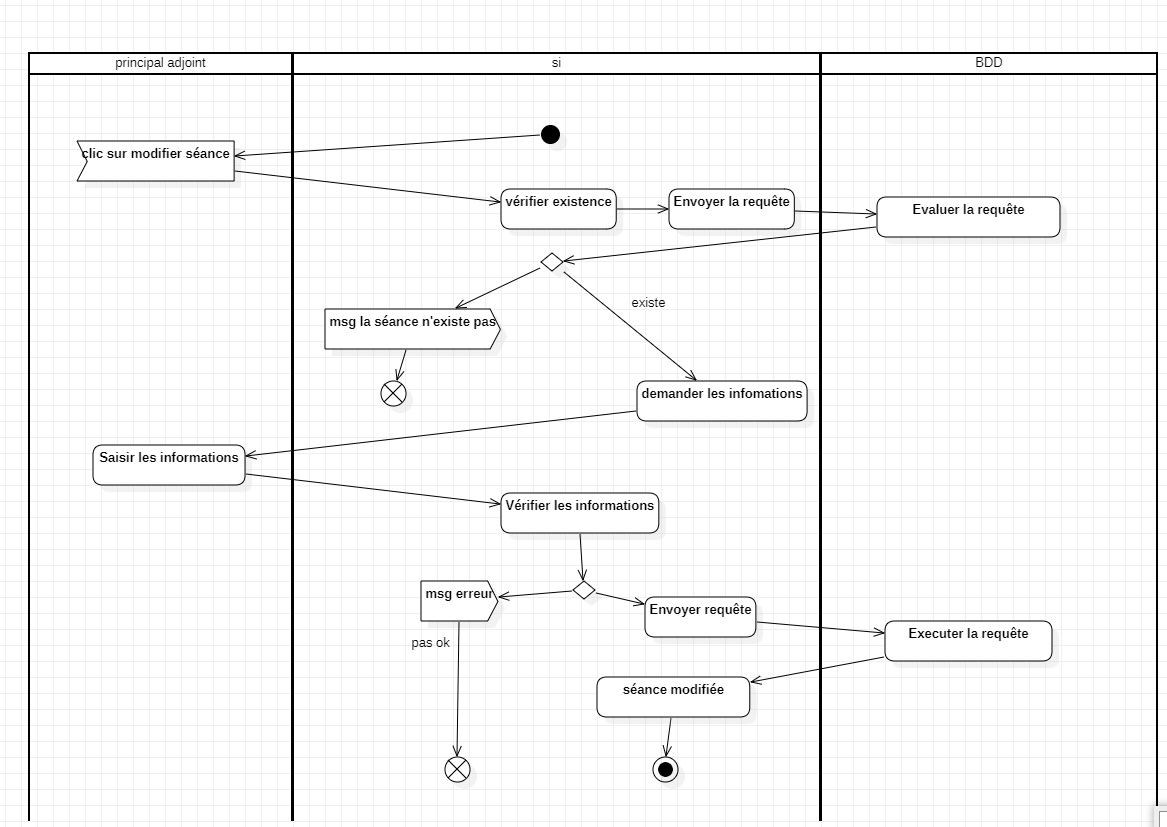 principal adjoint
si
BDD
clic sur modifier séance
vérifier existence
Envoyer la requête
Evaluer la requête
existe
msg la séance n'existe pas
demander les infomations
Saisir les informations
Vérifier les informations
msg erreur
Envoyer requête
Executer la requête
pas ok
séance modifiée